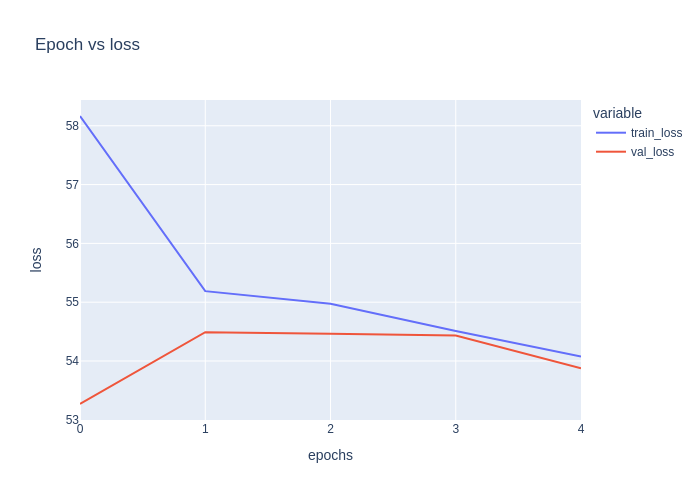 Epoch vs loss
variable
train_loss
val_loss
loss
58
57
56
55
54
53
0 1 2 3 4
epochs